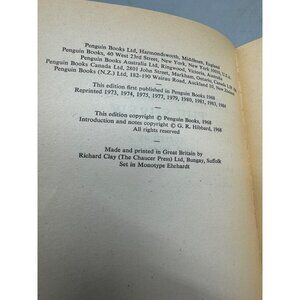 Penguin Books Ltd, Harmondsworth, Middlesex, England
Penguin Books, 40 West 23rd Street, New York, New York 10010, U.S.A.
Penguin Books Australia Ltd, Ringwood, Victoria, Australia
Penguin Books Canada Ltd, 2801 John Street, Markham, Ontario, Canada
Penguin Books (N.Z.) Ltd, 182–190 Wairau Road, Auckland 10, New
This edition first published in Penguin Books 1968
Reprinted 1973, 1974, 1975, 1977, 1979, 1980, 1981, 1983, 1984
This edition copyright © Penguin Books, 1968
Introduction and notes copyright © G. R. Hibbard, 1968
All rights reserved
Made and printed in Great Britain by
Richard Clay (The Chaucer Press) Ltd, Bungay, Suffolk
Set in Monotype Ehrhardt